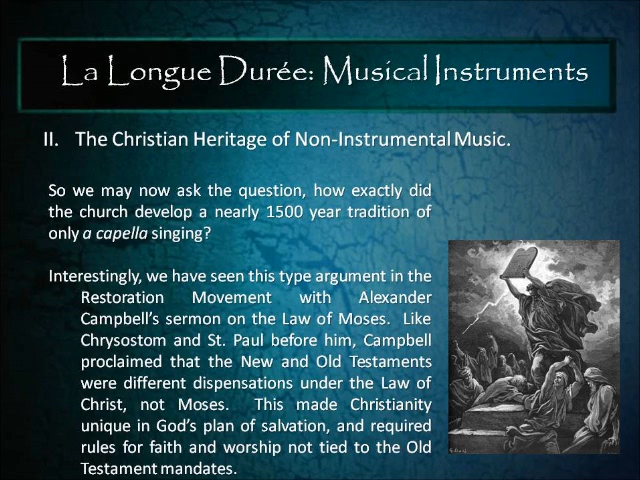 La Longue Durée: Musical Instruments
II. The Christian Heritage of Non-Instrumental Music.
So we may now ask the question, how exactly did
the church develop a nearly 1500 year tradition of
only a capella singing?
Interestingly, we have seen this type argument in the
Restoration Movement with Alexander
Campbell's sermon on the Law of Moses. Like
Chrysostom and St. Paul before him, Campbell
proclaimed that the New and Old Testaments
were different dispensations under the Law of
Christ, not Moses. This made Christianity
unique in God's plan of salvation, and required
rules for faith and worship not tied to the Old
Testament mandates.